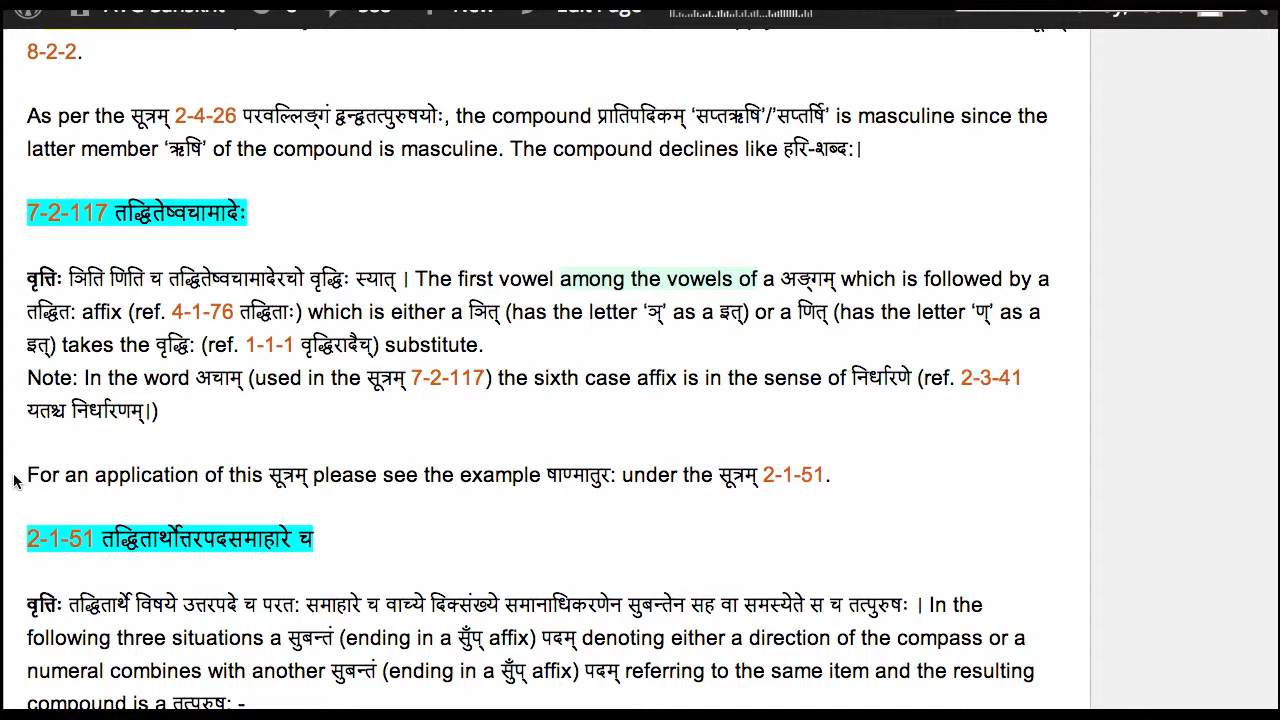 New
8-2-2.
As per the सूत्रम् 2-4-26 परवल्लिङ्गं द्वन्द्वतत्पुरुषयोः, the compound प्रातिपदिकम् ‘सप्तऋषि’/’सप्तर्षि’ is masculine since the
latter member ‘ऋषि’ of the compound is masculine. The compound declines like हरि-शब्द:।
7-2-117 तद्धितेष्वचामादेः
वृत्तिः ञिति णिति च तद्धितेष्वचामादेरचो वृद्धिः स्यात् । The first vowel among the vowels of a अङ्गम् which is followed by a
तद्धित: affix (ref. 4-1-76 तद्धिताः) which is either a ञित् (has the letter ‘ञ्’ as a इत्) or a णित् (has the letter ‘ण्’ as a
इत्) takes the वृद्धि: (ref. 1-1-1 वृद्धिरादैच्) substitute.
Note: In the word अचाम् (used in the सूत्रम् 7-2-117) the sixth case affix is in the sense of निर्धारणे (ref. 2-3-41
यतश्च निर्धारणम्।)
For an application of this सूत्रम् please see the example षाण्मातुर: under the सूत्रम् 2-1-51.
2-1-51 तद्धितार्थोत्तरपदसमाहारे च
वृत्तिः तद्धितार्थे विषये उत्तरपदे च परत: समाहारे च वाच्ये दिक्संख्ये समानाधिकरणेन सुबन्तेन सह वा समस्येते स च तत्पुरुषः । In the
following three situations a सुबन्तं (ending in a सुँप् affix) पदम् denoting either a direction of the compass or a
numeral combines with another सुबन्तं (ending in a सुँप् affix) पदम् referring to the same item and the resulting
compound is a तत्पुरुष: -